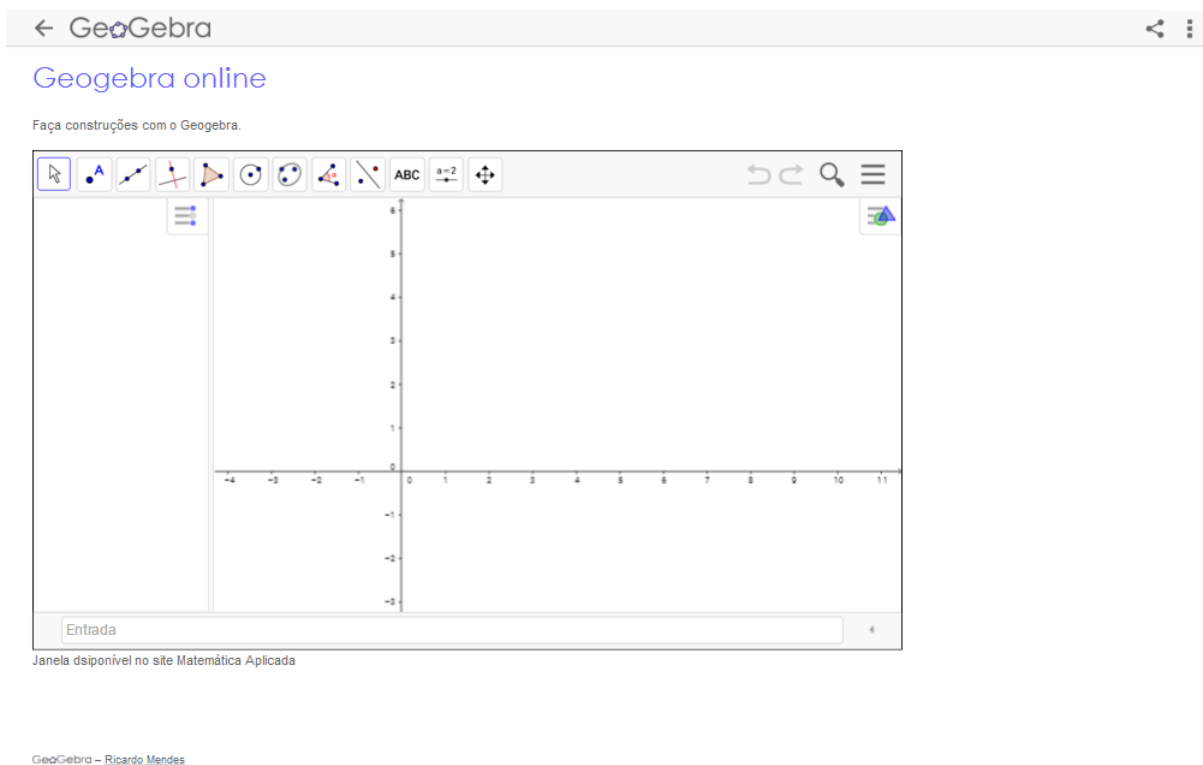 GeoGebra
Geogebra online
Faça construções com o Geogebra.
A
ABC
a=2
6
5
4
3
2
1
0
-4 -3 -2 -1 0 1 2 3 4 5 6 7 8 9 10 11
-1
-2
-3
Entrada
Janela dsiponível no site Matemática Aplicada
GeoGebra – Ricardo Mendes